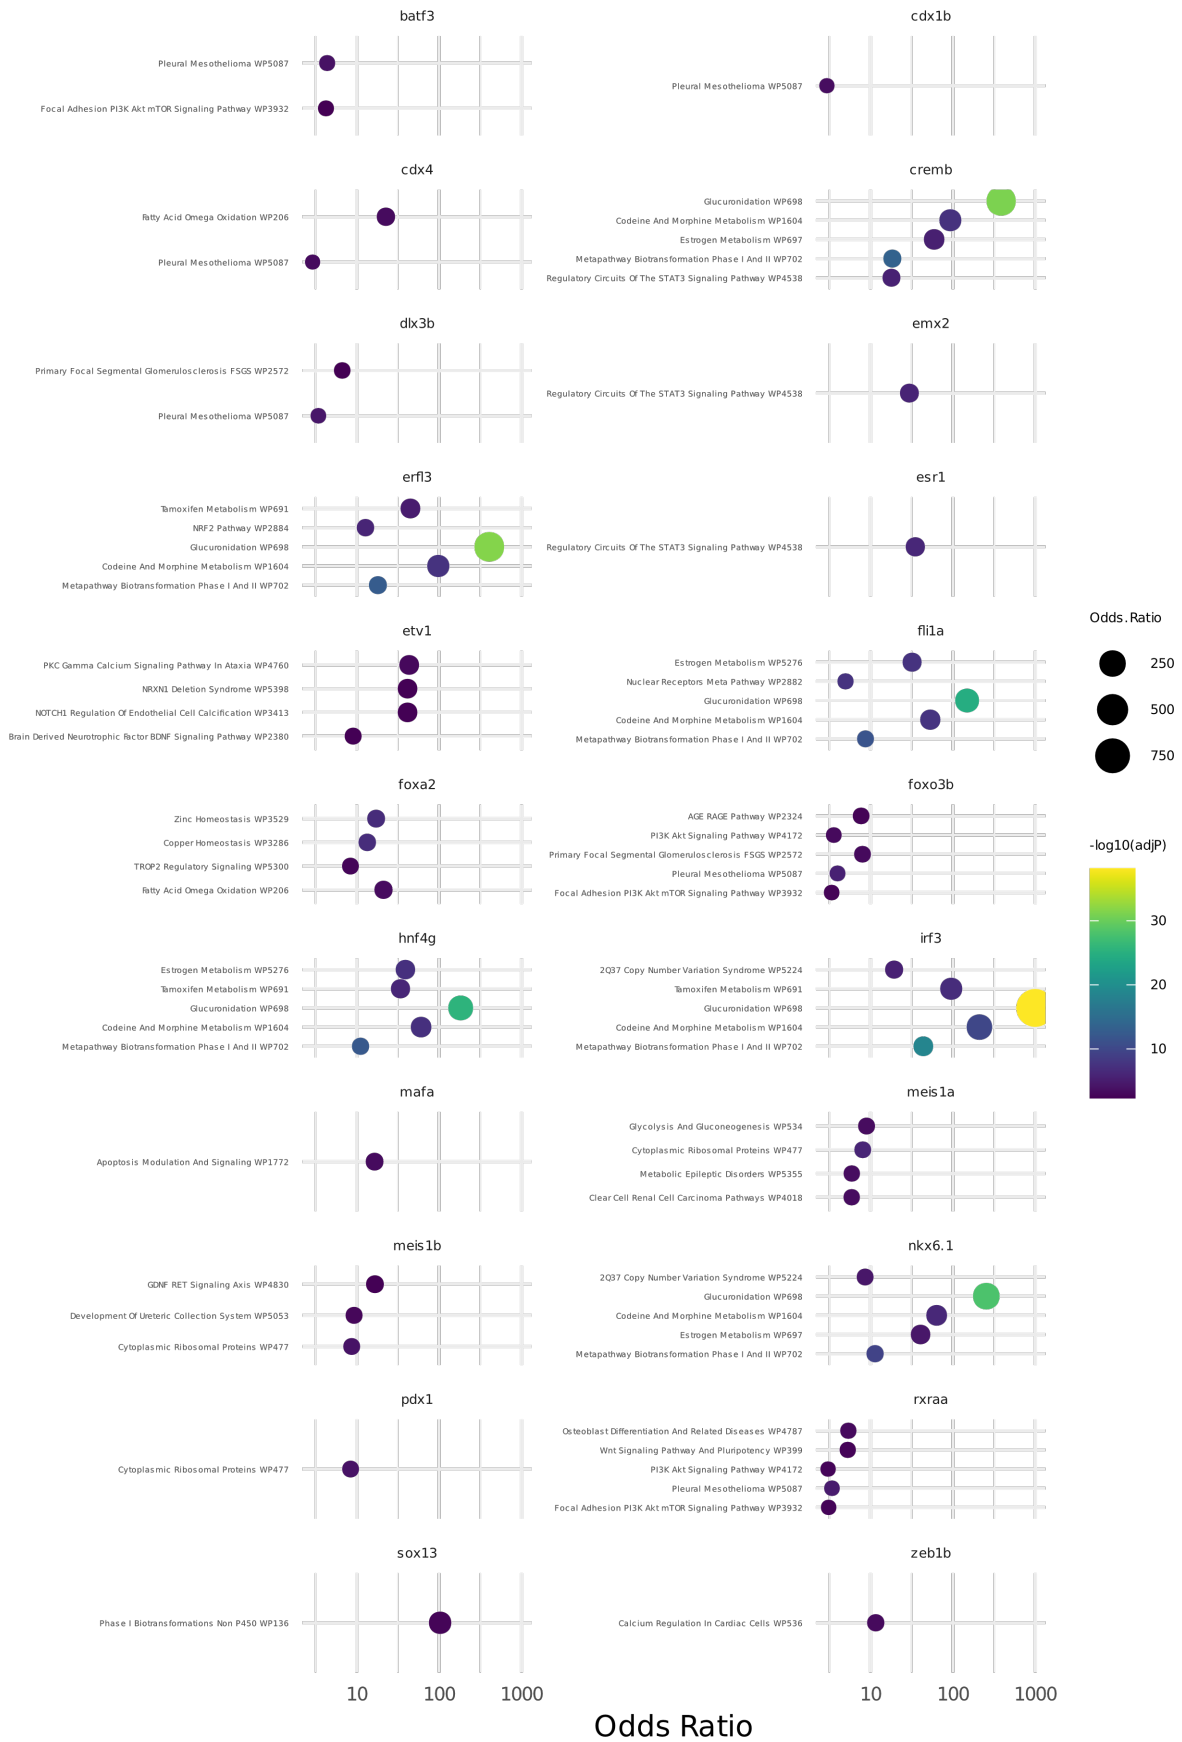 batf3
Pleural Mesothelioma WP5087
Focal Adhesion PI3K Akt mTOR Signaling Pathway WP3932
cdx1b
Pleural Mesothelioma WP5087
cdx4
Fatty Acid Omega Oxidation WP206
Pleural Mesothelioma WP5087
cremb
Glucuronidation WP698
Codeine And Morphine Metabolism WP1604
Estrogen Metabolism WP697
Metapathway Biotransformation Phase I And II WP702
Regulatory Circuits Of The STAT3 Signaling Pathway WP4538
dlx3b
Primary Focal Segmental Glomerulosclerosis FSGS WP2572
Pleural Mesothelioma WP5087
emx2
Regulatory Circuits Of The STAT3 Signaling Pathway WP4538
erfl3
Tamoxifen Metabolism WP691
NRF2 Pathway WP2884
Glucuronidation WP698
Codeine And Morphine Metabolism WP1604
Metapathway Biotransformation Phase I And II WP702
esr1
Regulatory Circuits Of The STAT3 Signaling Pathway WP4538
etv1
PKC Gamma Calcium Signaling Pathway In Ataxia WP4760
NRXN1 Deletion Syndrome WP5398
NOTCH1 Regulation Of Endothelial Cell Calcification WP3413
Brain Derived Neurotrophic Factor BDNF Signaling Pathway WP2380
fli1a
Estrogen Metabolism WP5276
Nuclear Receptors Meta Pathway WP2882
Glucuronidation WP698
Codeine And Morphine Metabolism WP1604
Metapathway Biotransformation Phase I And II WP702
foxa2
Zinc Homeostasis WP3529
Copper Homeostasis WP3286
TROP2 Regulatory Signaling WP5300
Fatty Acid Omega Oxidation WP206
foxo3b
AGE RAGE Pathway WP2324
PI3K Akt Signaling Pathway WP4172
Primary Focal Segmental Glomerulosclerosis FSGS WP2572
Pleural Mesothelioma WP5087
Focal Adhesion PI3K Akt mTOR Signaling Pathway WP3932
hnf4g
Estrogen Metabolism WP5276
Tamoxifen Metabolism WP691
Glucuronidation WP698
Codeine And Morphine Metabolism WP1604
Metapathway Biotransformation Phase I And II WP702
irf3
2Q37 Copy Number Variation Syndrome WP5224
Tamoxifen Metabolism WP691
Glucuronidation WP698
Codeine And Morphine Metabolism WP1604
Metapathway Biotransformation Phase I And II WP702
mafa
Apoptosis Modulation And Signaling WP1772
meis1a
Glycolysis And Gluconeogenesis WP534
Cytoplasmic Ribosomal Proteins WP477
Metabolic Epileptic Disorders WP5355
Clear Cell Renal Cell Carcinoma Pathways WP4018
meis1b
GDNF RET Signaling Axis WP4830
Development Of Ureteric Collection System WP5053
Cytoplasmic Ribosomal Proteins WP477
nkx6.1
2Q37 Copy Number Variation Syndrome WP5224
Glucuronidation WP698
Codeine And Morphine Metabolism WP1604
Estrogen Metabolism WP697
Metapathway Biotransformation Phase I And II WP702
pdx1
Cytoplasmic Ribosomal Proteins WP477
rxraa
Osteoblast Differentiation And Related Diseases WP4787
Wnt Signaling Pathway And Pluripotency WP399
PI3K Akt Signaling Pathway WP4172
Pleural Mesothelioma WP5087
Focal Adhesion PI3K Akt mTOR Signaling Pathway WP3932
sox13
Phase I Biotransformations Non P450 WP136
zeb1b
Calcium Regulation In Cardiac Cells WP536
10 100 1000
10 100 1000
Odds Ratio
Odds.Ratio
250
500
750
-log10(adjP)
30
20
10